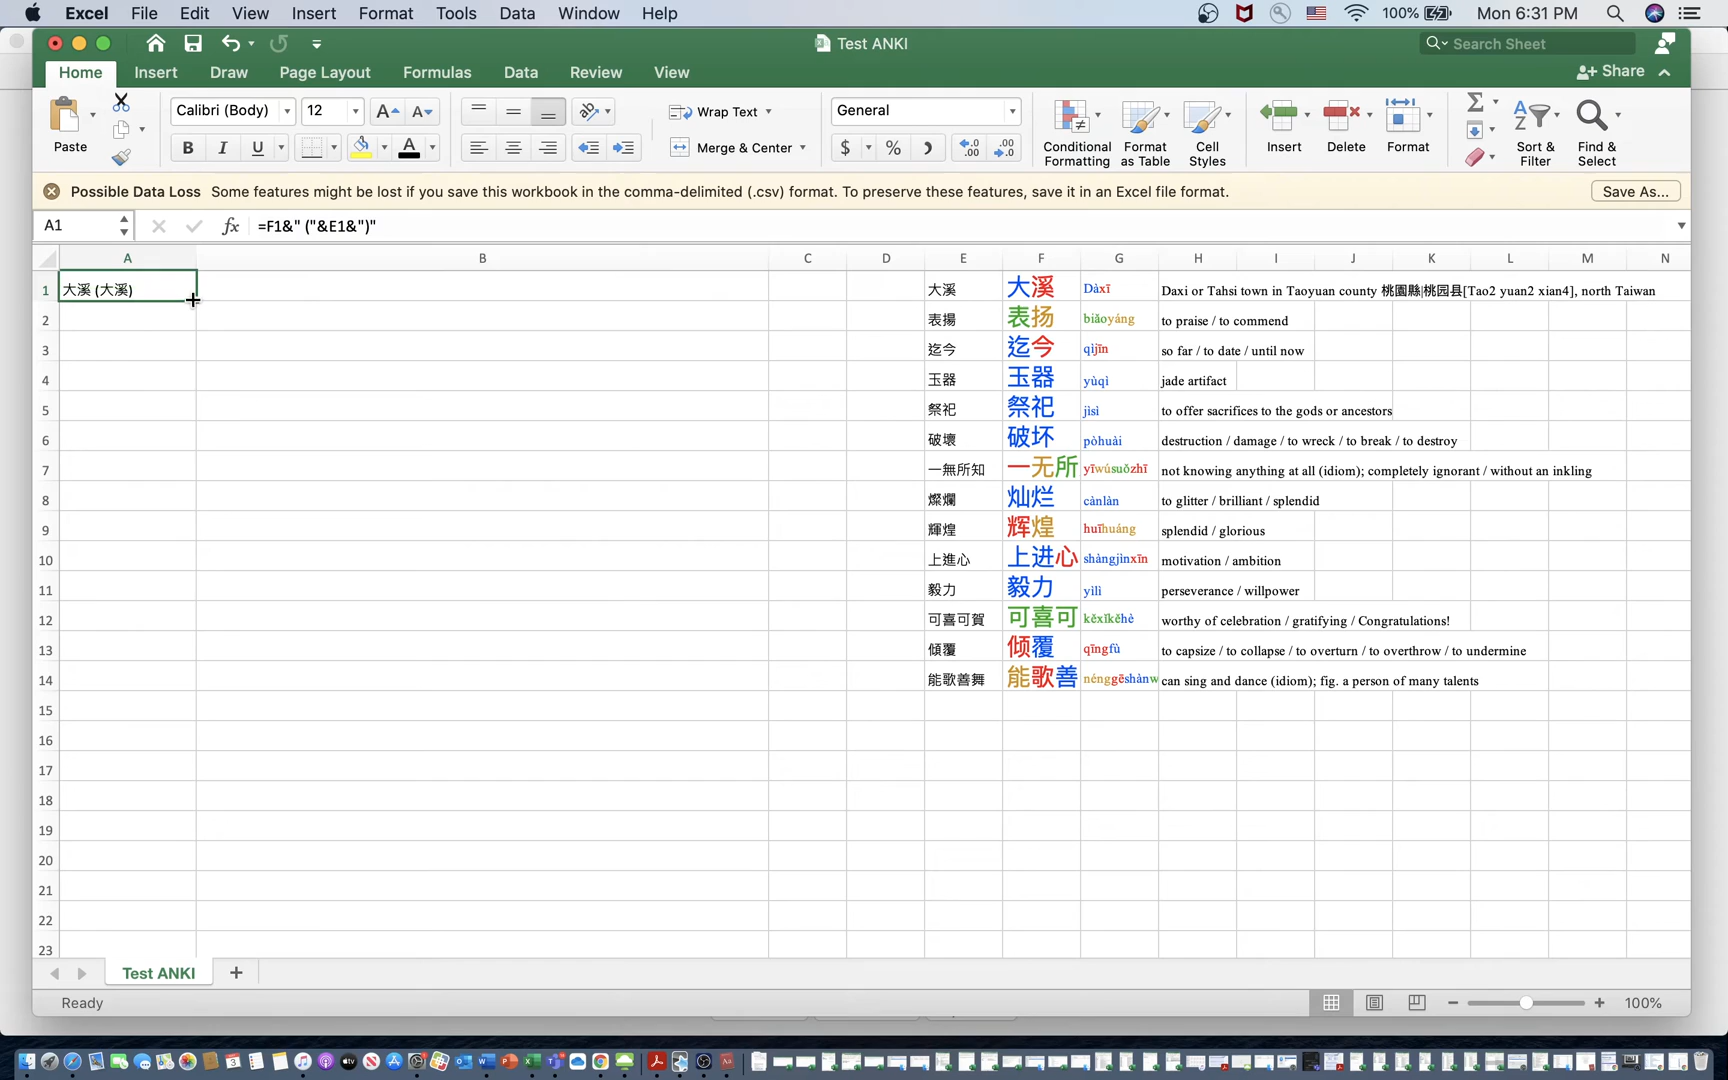 Excel File Edit View Insert Format Tools Data Window Help 100% Mon 6:31 PM
Test ANKI Search Sheet
Home Insert Draw Page Layout Formulas Data Review View Share
Calibri (Body) 12 Wrap Text General
Paste B I U A Merge & Center $ % Conditional Formatting Format as Table Cell Styles Insert Delete Format Sort & Filter Find & Select
Possible Data Loss Some features might be lost if you save this workbook in the comma-delimited (.csv) format. To preserve these features, save it in an Excel file format. Save As...
A1 fx =F1&" ("&E1&")"
A B C D E F G H I J K L M N
1 大溪 (大溪) 大溪 大溪 Dàxī Daxi or Tahsi town in Taoyuan county 桃園縣|桃园县[Tao2 yuan2 xian4], north Taiwan
2 表揚 表扬 biǎoyáng to praise / to commend
3 迄今 迄今 qìjīn so far / to date / until now
4 玉器 玉器 yùqì jade artifact
5 祭祀 祭祀 jìsì to offer sacrifices to the gods or ancestors
6 破壞 破坏 pòhuài destruction / damage / to wreck / to break / to destroy
7 一無所知 一无所 yīwúsuǒzhī not knowing anything at all (idiom); completely ignorant / without an inkling
8 燦爛 灿烂 cànlàn to glitter / brilliant / splendid
9 輝煌 辉煌 huīhuáng splendid / glorious
10 上進心 上进心 shàngjìnxīn motivation / ambition
11 毅力 毅力 yìlì perseverance / willpower
12 可喜可賀 可喜可 kěxǐkěhè worthy of celebration / gratifying / Congratulations!
13 傾覆 倾覆 qīngfù to capsize / to collapse / to overturn / to overthrow / to undermine
14 能歌善舞 能歌善 nénggēshànw can sing and dance (idiom); fig. a person of many talents
15
16
17
18
19
20
21
22
23
Test ANKI
Ready 100%